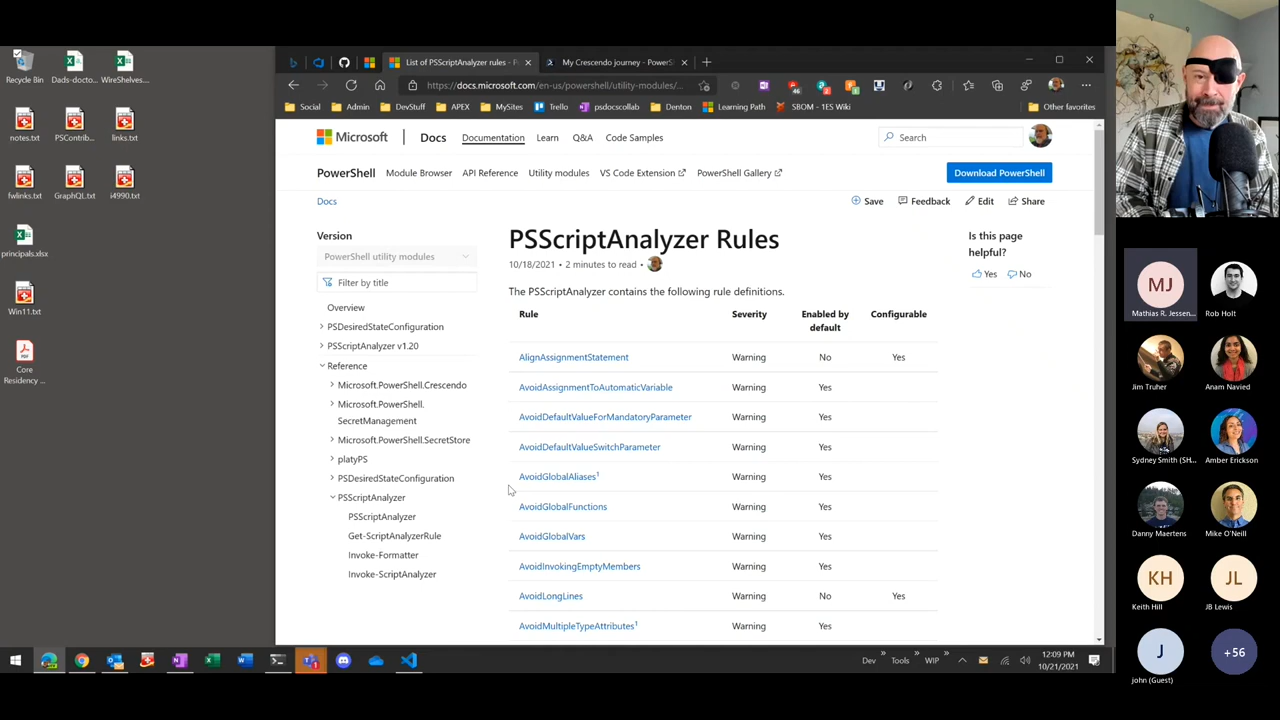 Recycle Bin
Dads-docto...
WireShelves....
notes.txt
PSContrib...
links.txt
fwlinks.txt
GraphQL.txt
i4990.txt
principals.xlsx
Win11.txt
Core
Residency ...
List of PSScriptAnalyzer rules - P
My Crescendo journey - PowerS
https://docs.microsoft.com/en-us/powershell/utility-modules/...
46
1
Social
Admin
DevStuff
APEX
MySites
Trello
psdocscollab
Denton
Learning Path
SBOM - 1ES Wiki
Other favorites
Microsoft
Docs
Documentation
Learn
Q&A
Code Samples
Search
PowerShell
Module Browser
API Reference
Utility modules
VS Code Extension
PowerShell Gallery
Download PowerShell
Docs
Save
Feedback
Edit
Share
Version
PowerShell utility modules
Filter by title
Overview
PSDesiredStateConfiguration
PSScriptAnalyzer v1.20
Reference
Microsoft.PowerShell.Crescendo
Microsoft.PowerShell.
SecretManagement
Microsoft.PowerShell.SecretStore
platyPS
PSDesiredStateConfiguration
PSScriptAnalyzer
PSScriptAnalyzer
Get-ScriptAnalyzerRule
Invoke-Formatter
Invoke-ScriptAnalyzer
PSScriptAnalyzer Rules
10/18/2021 • 2 minutes to read •
The PSScriptAnalyzer contains the following rule definitions.
Rule Severity Enabled by default Configurable
AlignAssignmentStatement Warning No Yes
AvoidAssignmentToAutomaticVariable Warning Yes
AvoidDefaultValueForMandatoryParameter Warning Yes
AvoidDefaultValueSwitchParameter Warning Yes
AvoidGlobalAliases1 Warning Yes
AvoidGlobalFunctions Warning Yes
AvoidGlobalVars Warning Yes
AvoidInvokingEmptyMembers Warning Yes
AvoidLongLines Warning No Yes
AvoidMultipleTypeAttributes1 Warning Yes
Is this page
helpful?
Yes
No
Dev
Tools
WIP
12:09 PM
10/21/2021
MJ
Mathias R. Jessen...
Rob Holt
Jim Truher
Anam Navied
Sydney Smith (SH...
Amber Erickson
Danny Maertens
Mike O'Neill
KH
Keith Hill
JL
JB Lewis
J
john (Guest)
+56